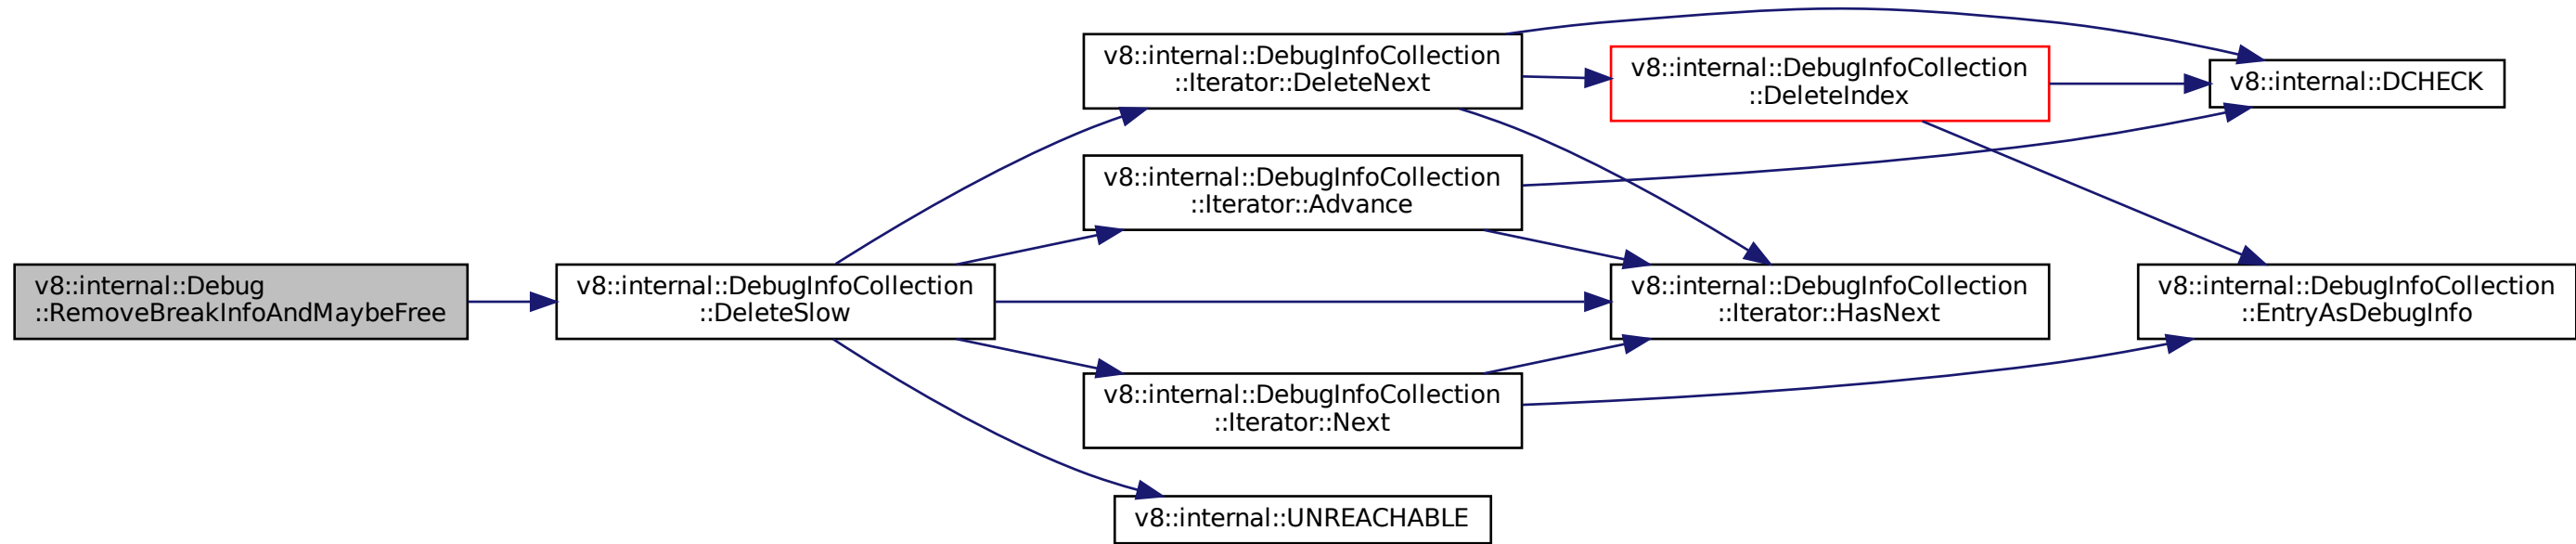 v8::internal::Debug
::RemoveBreakInfoAndMaybeFree
v8::internal::DebugInfoCollection
::DeleteSlow
v8::internal::DebugInfoCollection
::Iterator::DeleteNext
v8::internal::DebugInfoCollection
::Iterator::Advance
v8::internal::DebugInfoCollection
::Iterator::Next
v8::internal::UNREACHABLE
v8::internal::DebugInfoCollection
::DeleteIndex
v8::internal::DebugInfoCollection
::Iterator::HasNext
v8::internal::DCHECK
v8::internal::DebugInfoCollection
::EntryAsDebugInfo